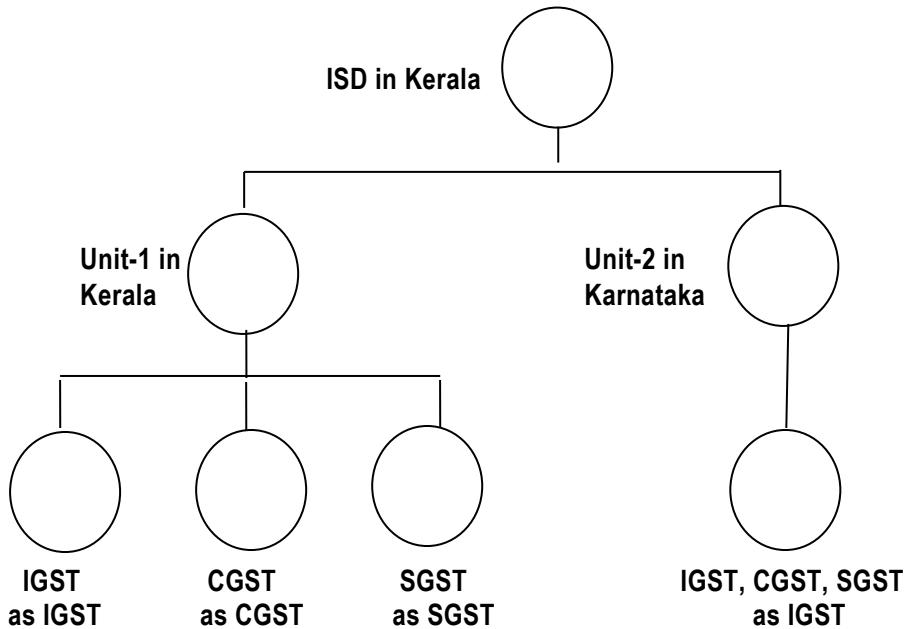 ISD in Kerala
Unit-1 in
Kerala
Unit-2 in
Karnataka
IGST
as IGST
CGST
as CGST
SGST
as SGST
IGST, CGST, SGST
as IGST